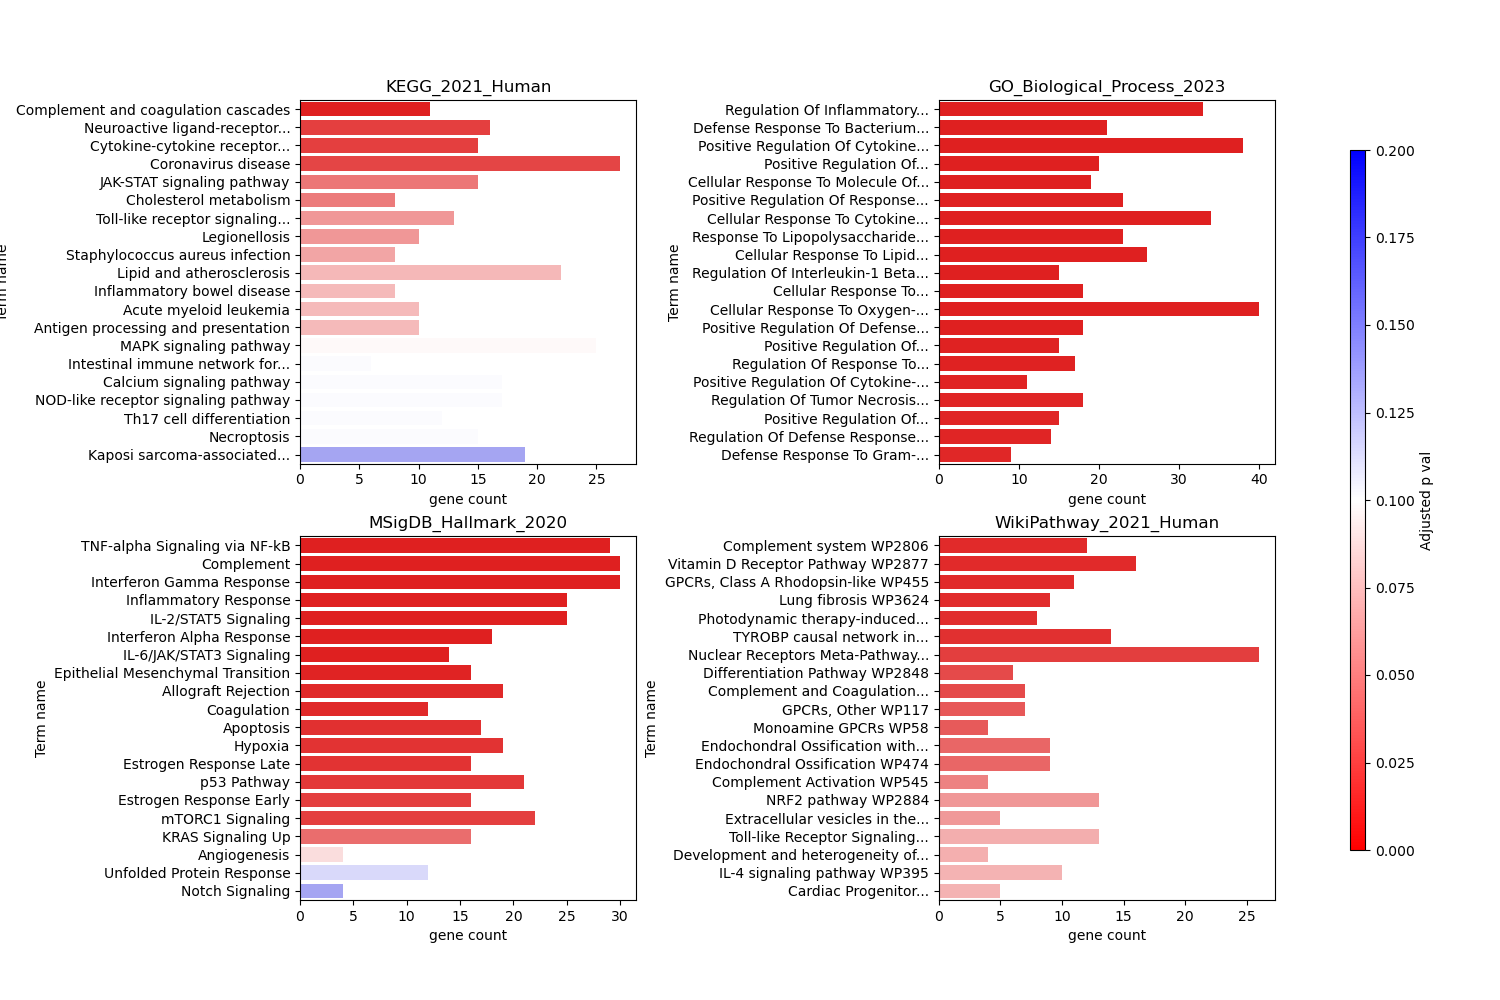 KEGG_2021_Human
Complement and coagulation cascades
Neuroactive ligand-receptor...
Cytokine-cytokine receptor...
Coronavirus disease
JAK-STAT signaling pathway
Cholesterol metabolism
Toll-like receptor signaling...
Legionellosis
Staphylococcus aureus infection
Lipid and atherosclerosis
Inflammatory bowel disease
Acute myeloid leukemia
Antigen processing and presentation
MAPK signaling pathway
Intestinal immune network for...
Calcium signaling pathway
NOD-like receptor signaling pathway
Th17 cell differentiation
Necroptosis
Kaposi sarcoma-associated...
Term name
0 5 10 15 20 25
gene count
GO_Biological_Process_2023
Regulation Of Inflammatory...
Defense Response To Bacterium...
Positive Regulation Of Cytokine...
Positive Regulation Of...
Cellular Response To Molecule Of...
Positive Regulation Of Response...
Cellular Response To Cytokine...
Response To Lipopolysaccharide...
Cellular Response To Lipid...
Regulation Of Interleukin-1 Beta...
Cellular Response To...
Cellular Response To Oxygen-...
Positive Regulation Of Defense...
Positive Regulation Of...
Regulation Of Response To...
Positive Regulation Of Cytokine-...
Regulation Of Tumor Necrosis...
Positive Regulation Of...
Regulation Of Defense Response...
Defense Response To Gram-...
Term name
0 10 20 30 40
gene count
MSigDB_Hallmark_2020
TNF-alpha Signaling via NF-kB
Complement
Interferon Gamma Response
Inflammatory Response
IL-2/STAT5 Signaling
Interferon Alpha Response
IL-6/JAK/STAT3 Signaling
Epithelial Mesenchymal Transition
Allograft Rejection
Coagulation
Apoptosis
Hypoxia
Estrogen Response Late
p53 Pathway
Estrogen Response Early
mTORC1 Signaling
KRAS Signaling Up
Angiogenesis
Unfolded Protein Response
Notch Signaling
Term name
0 5 10 15 20 25 30
gene count
WikiPathway_2021_Human
Complement system WP2806
Vitamin D Receptor Pathway WP2877
GPCRs, Class A Rhodopsin-like WP455
Lung fibrosis WP3624
Photodynamic therapy-induced...
TYROBP causal network in...
Nuclear Receptors Meta-Pathway...
Differentiation Pathway WP2848
Complement and Coagulation...
GPCRs, Other WP117
Monoamine GPCRs WP58
Endochondral Ossification with...
Endochondral Ossification WP474
Complement Activation WP545
NRF2 pathway WP2884
Extracellular vesicles in the...
Toll-like Receptor Signaling...
Development and heterogeneity of...
IL-4 signaling pathway WP395
Cardiac Progenitor...
Term name
0 5 10 15 20 25
gene count
0.200
0.175
0.150
0.125
0.100
0.075
0.050
0.025
0.000
Adjusted p val